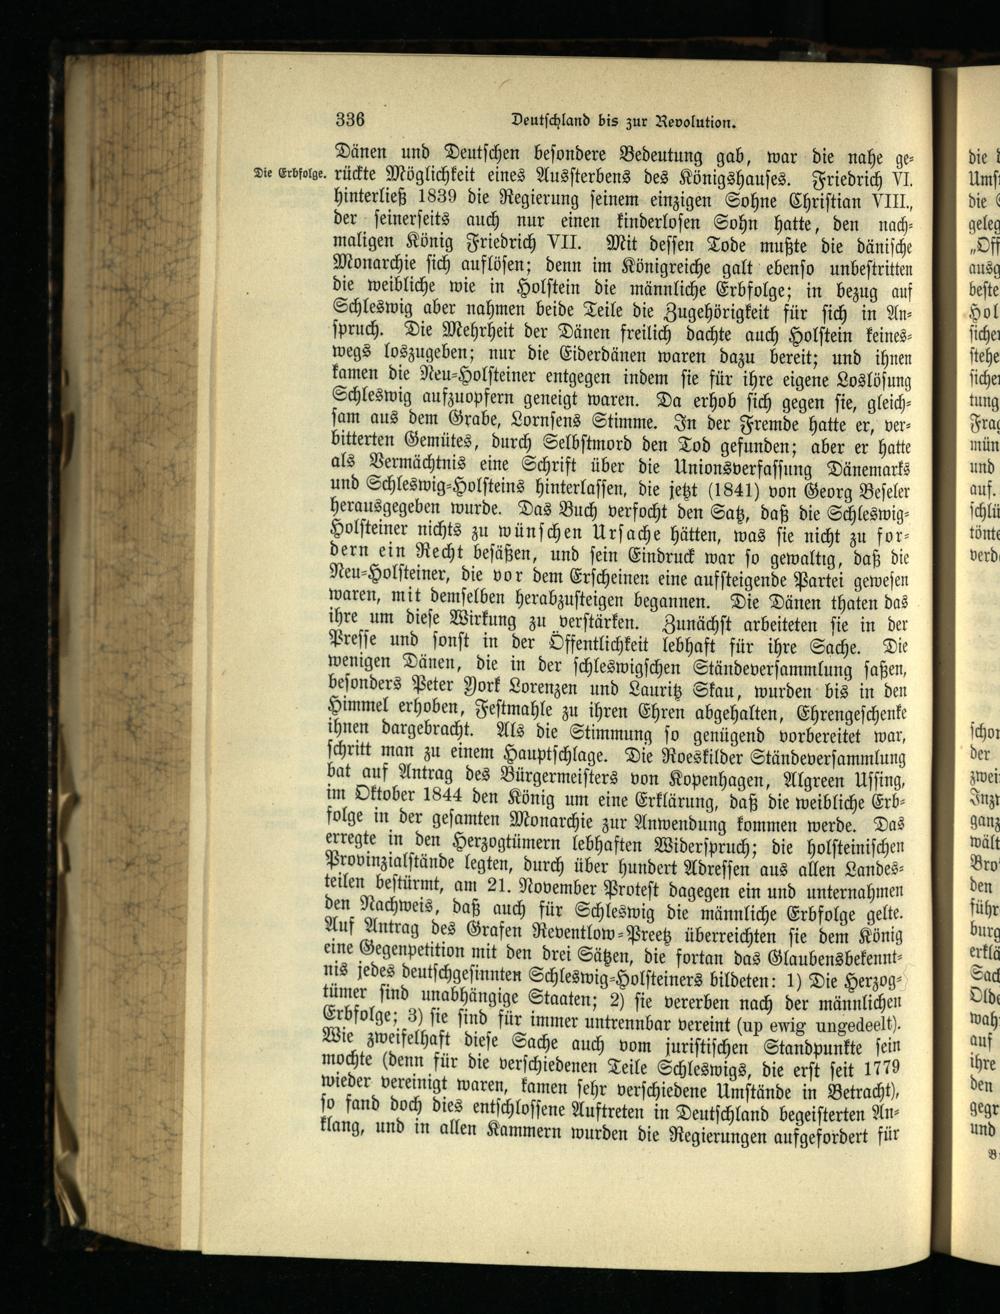 336 Deutschland bis zur Revolution.
Dänen und Deutschen besondere Bedeutung gab, war die nahe ge-
Die Erbfolge. rückte Möglichkeit eines Aussterbens des Königshauses. Friedrich VI.
hinterließ 1839 die Regierung seinem einzigen Sohne Christian VIII.,
der seinerseits auch nur einen kinderlosen Sohn hatte, den nach-
maligen König Friedrich VII. Mit dessen Tode mußte die dänische
Monarchie sich auflösen; denn im Königreiche galt ebenso unbestritten
die weibliche wie in Holstein die männliche Erbfolge; in bezug auf
Schleswig aber nahmen beide Teile die Zugehörigkeit für sich in An-
spruch. Die Mehrheit der Dänen freilich dachte auch Holstein keines-
wegs loszugeben; nur die Eiderdänen waren dazu bereit; und ihnen
kamen die Neu-Holsteiner entgegen indem sie für ihre eigene Loslösung
Schleswig aufzuopfern geneigt waren. Da erhob sich gegen sie, gleich-
sam aus dem Grabe, Lornsens Stimme. In der Fremde hatte er, ver-
bitterten Gemütes, durch Selbstmord den Tod gefunden; aber er hatte
als Vermächtnis eine Schrift über die Unionsverfassung Dänemarks
und Schleswig-Holsteins hinterlassen, die jetzt (1841) von Georg Beseler
herausgegeben wurde. Das Buch verfocht den Satz, daß die Schleswig-
Holsteiner nichts zu wünschen Ursache hätten, was sie nicht zu for-
dern ein Recht besäßen, und sein Eindruck war so gewaltig, daß die
Neu-Holsteiner, die vor dem Erscheinen eine aufsteigende Partei gewesen
waren, mit demselben herabzusteigen begannen. Die Dänen thaten das
ihre um diese Wirkung zu verstärken. Zunächst arbeiteten sie in der
Presse und sonst in der Öffentlichkeit lebhaft für ihre Sache. Die
wenigen Dänen, die in der schleswigschen Ständeversammlung saßen,
besonders Peter York Lorenzen und Lauritz Skau, wurden bis in den
Himmel erhoben, Festmahle zu ihren Ehren abgehalten, Ehrengeschenke
ihnen dargebracht. Als die Stimmung so genügend vorbereitet war,
schritt man zu einem Hauptschlage. Die Roeskilder Ständeversammlung
bat auf Antrag des Bürgermeisters von Kopenhagen, Algreen Ussing,
im Oktober 1844 den König um eine Erklärung, daß die weibliche Erb-
folge in der gesamten Monarchie zur Anwendung kommen werde. Das
erregte in den Herzogtümern lebhaften Widerspruch; die holsteinischen
Provinzialstände legten, durch über hundert Adressen aus allen Landes-
teilen bestürmt, am 21. November Protest dagegen ein und unternahmen
den Nachweis, daß auch für Schleswig die männliche Erbfolge gelte.
Auf Antrag des Grafen Reventlow-Preetz überreichten sie dem König
eine Gegenpetition mit den drei Sätzen, die fortan das Glaubensbekennt-
nis jedes deutschgesinnten Schleswig-Holsteiners bildeten: 1) Die Herzog-
tümer sind unabhängige Staaten; 2) sie vererben nach der männlichen
Erbfolge; 3) sie sind für immer untrennbar vereint (up ewig ungedeelt).
Wie zweifelhaft diese Sache auch vom juristischen Standpunkte sein
mochte (denn für die verschiedenen Teile Schleswigs, die erst seit 1779
wieder vereinigt waren, kamen sehr verschiedene Umstände in Betracht),
so fand doch dies entschlossene Auftreten in Deutschland begeisterten An-
klang, und in allen Kammern wurden die Regierungen aufgefordert für